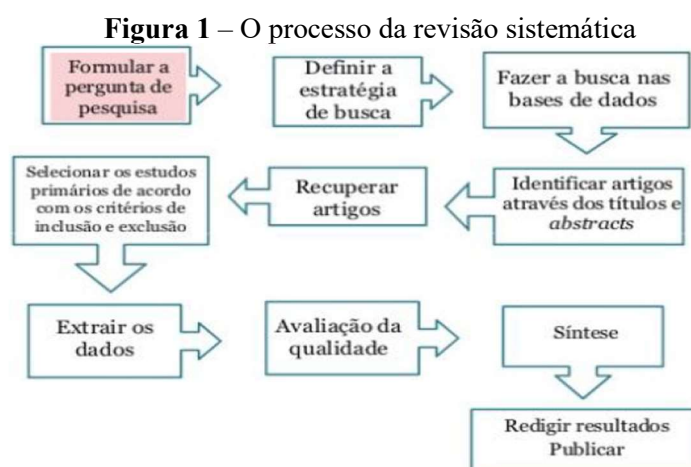 Figura 1 – O processo da revisão sistemática
Formular a
pergunta de
pesquisa
Definir a
estratégia
de busca
Fazer a busca nas
bases de dados
Identificar artigos
através dos títulos e
abstracts
Recuperar
artigos
Selecionar os estudos
primários de acordo
com os critérios de
inclusão e exclusão
Extrair os
dados
Avaliação da
qualidade
Síntese
Redigir resultados
Publicar